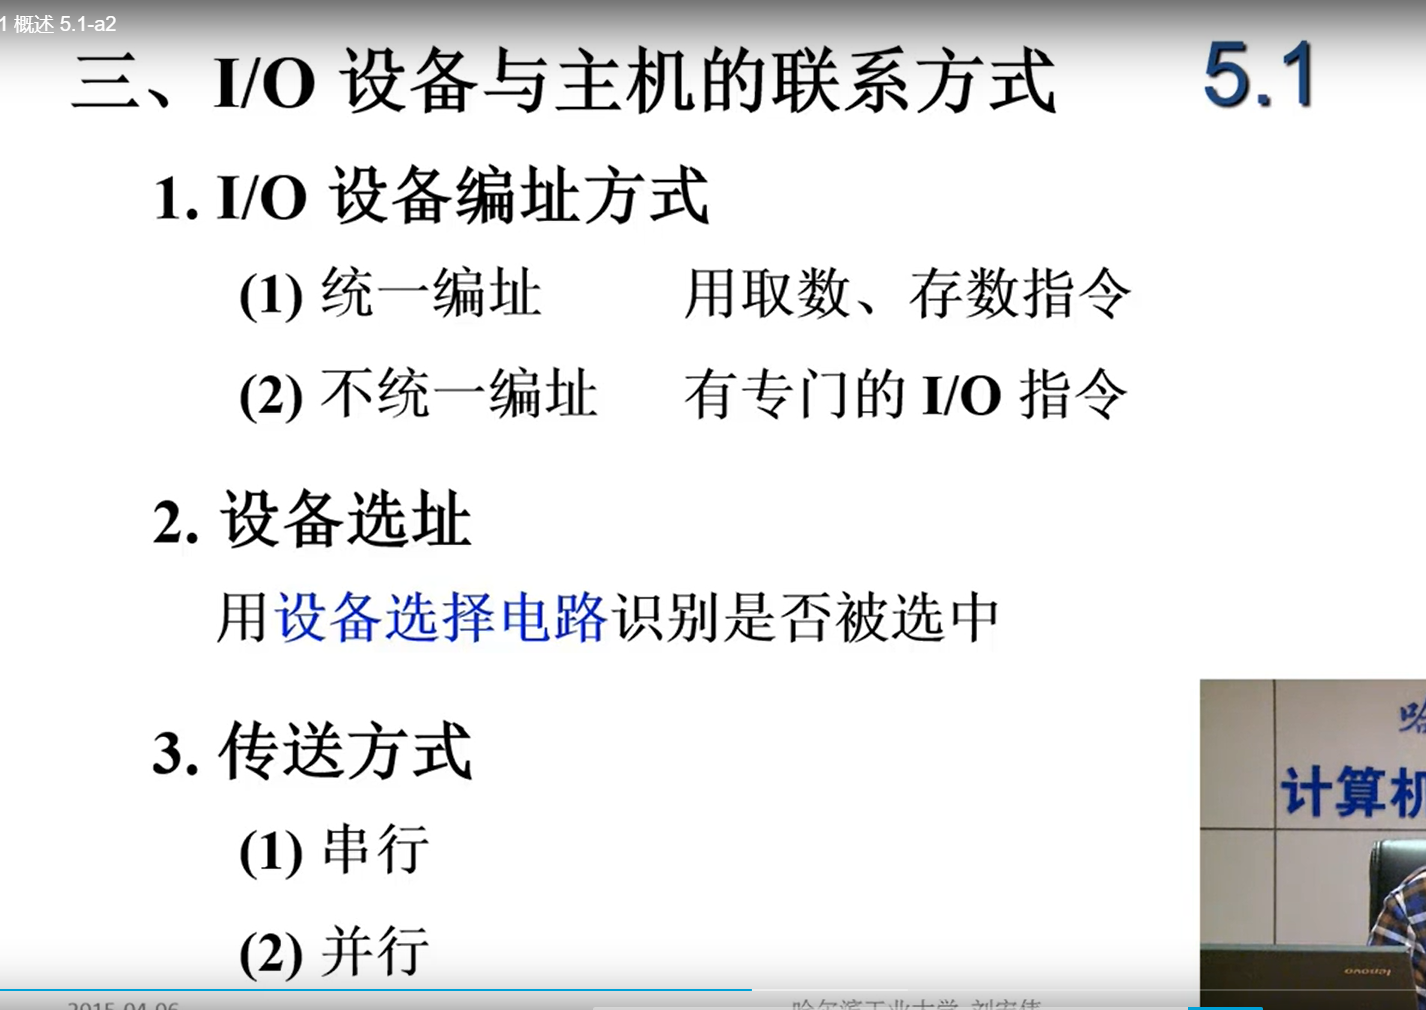 1 概述 5.1-a2
三、I/O 设备与主机的联系方式 5.1
1. I/O 设备编址方式
(1) 统一编址 用取数、存数指令
(2) 不统一编址 有专门的 I/O 指令
2. 设备选址
用设备选择电路识别是否被选中
3. 传送方式
(1) 串行
(2) 并行
哈
计算机
lenovo
2015-04-06
哈尔滨工业大学 刘宏伟